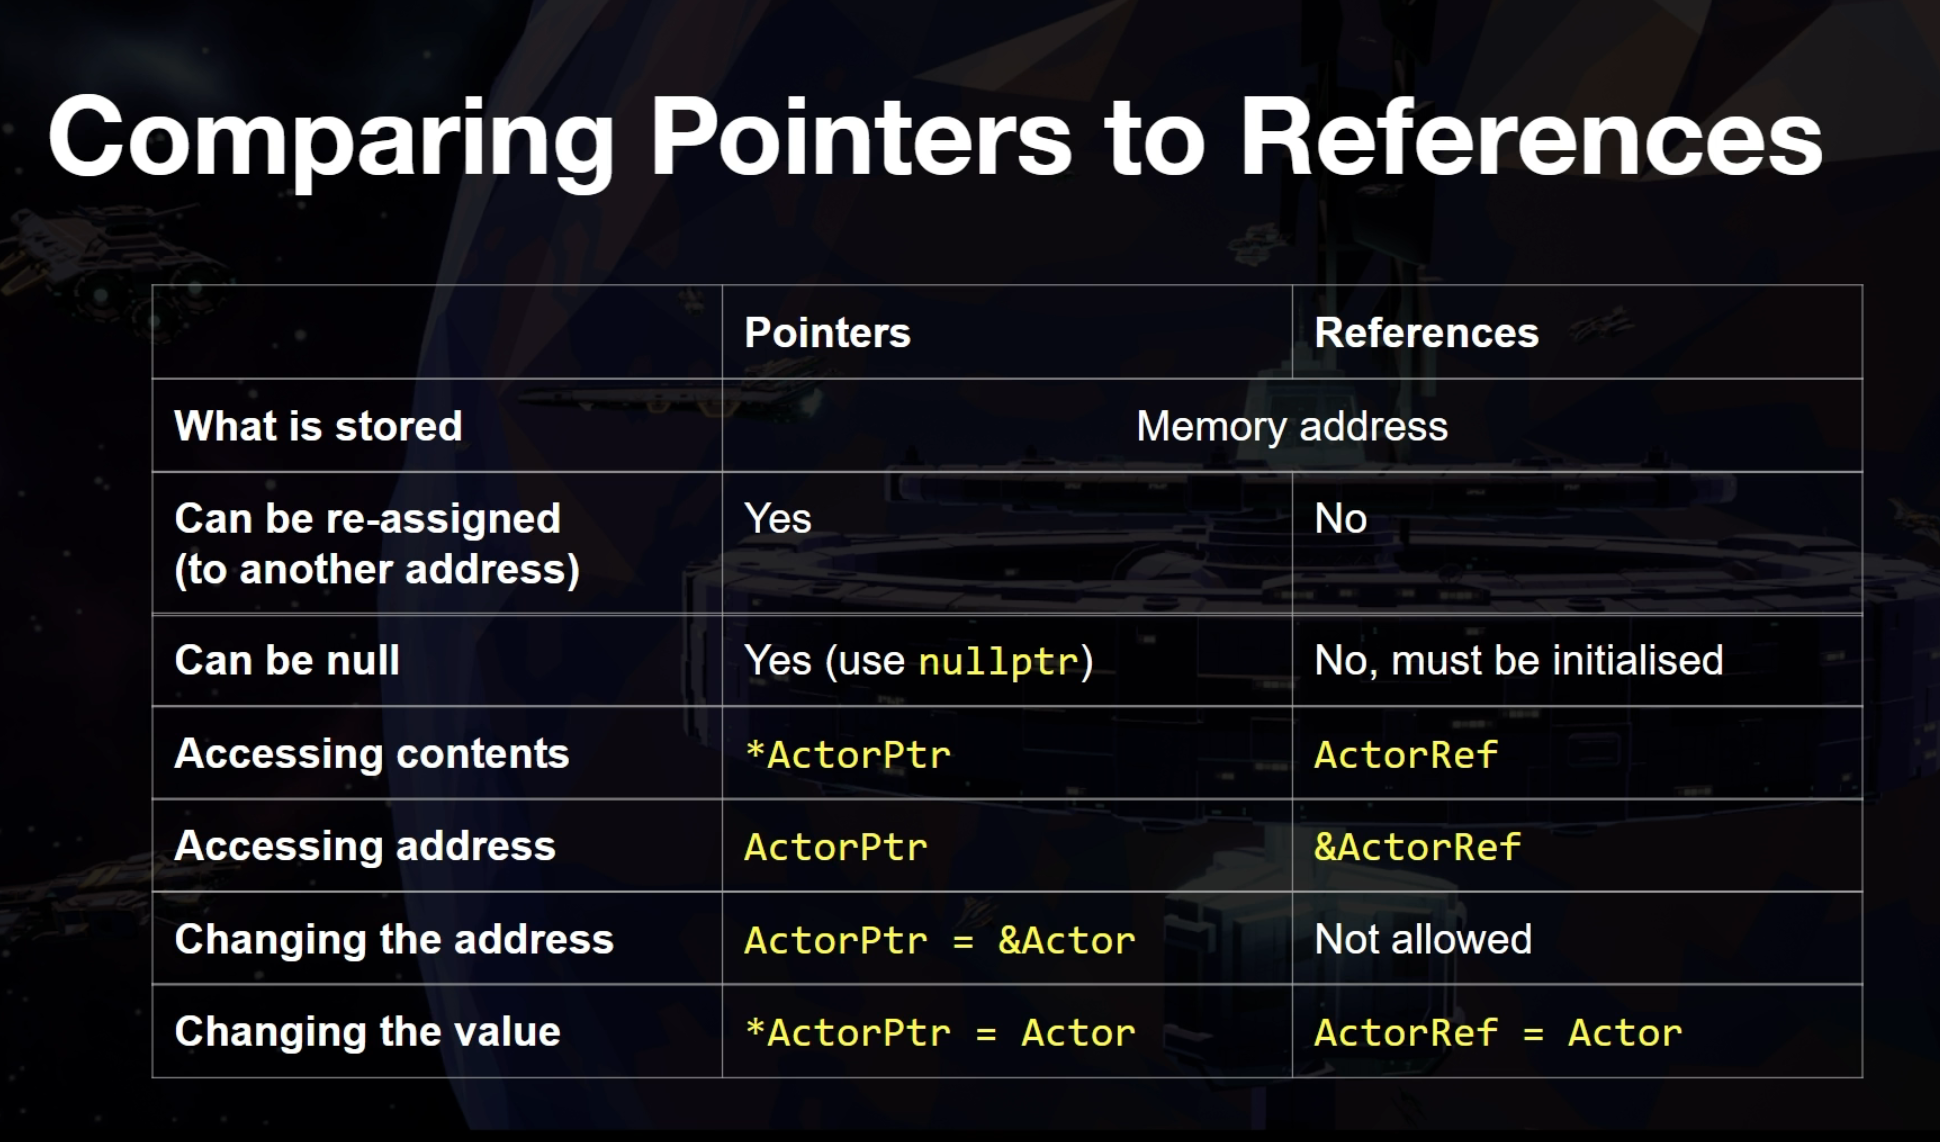 Comparing Pointers to References
Pointers References
What is stored Memory address
Can be re-assigned Yes No
(to another address)
Can be null Yes (use nullptr) No, must be initialised
Accessing contents *ActorPtr ActorRef
Accessing address ActorPtr &ActorRef
Changing the address ActorPtr = &Actor Not allowed
Changing the value *ActorPtr = Actor ActorRef = Actor